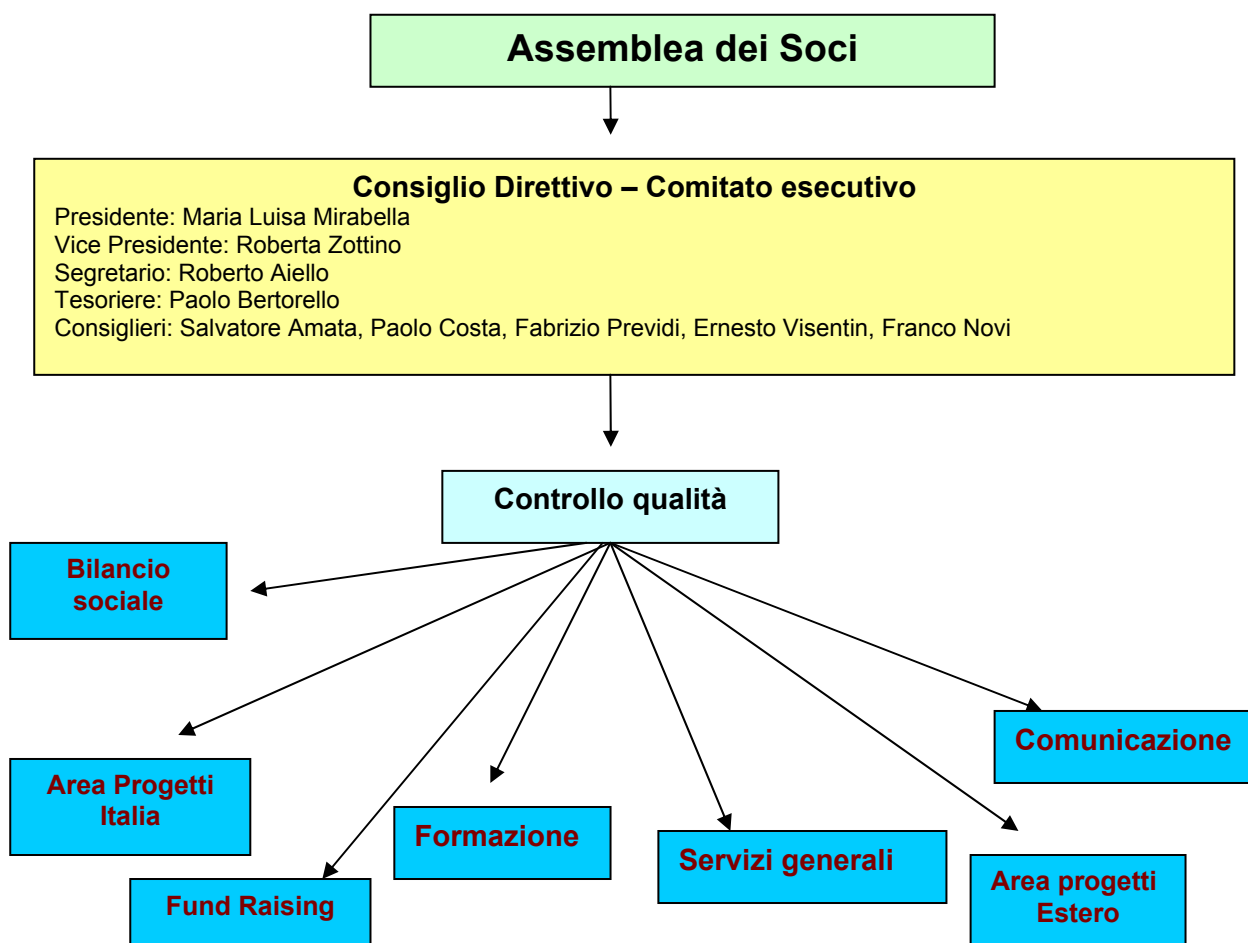 Assemblea dei Soci
Consiglio Direttivo – Comitato esecutivo
Presidente: Maria Luisa Mirabella
Vice Presidente: Roberta Zottino
Segretario: Roberto Aiello
Tesoriere: Paolo Bertorello
Consiglieri: Salvatore Amata, Paolo Costa, Fabrizio Previdi, Ernesto Visentin, Franco Novi
Controllo qualità
Bilancio
sociale
Comunicazione
Area Progetti
Italia
Formazione
Servizi generali
Area progetti
Estero
Fund Raising